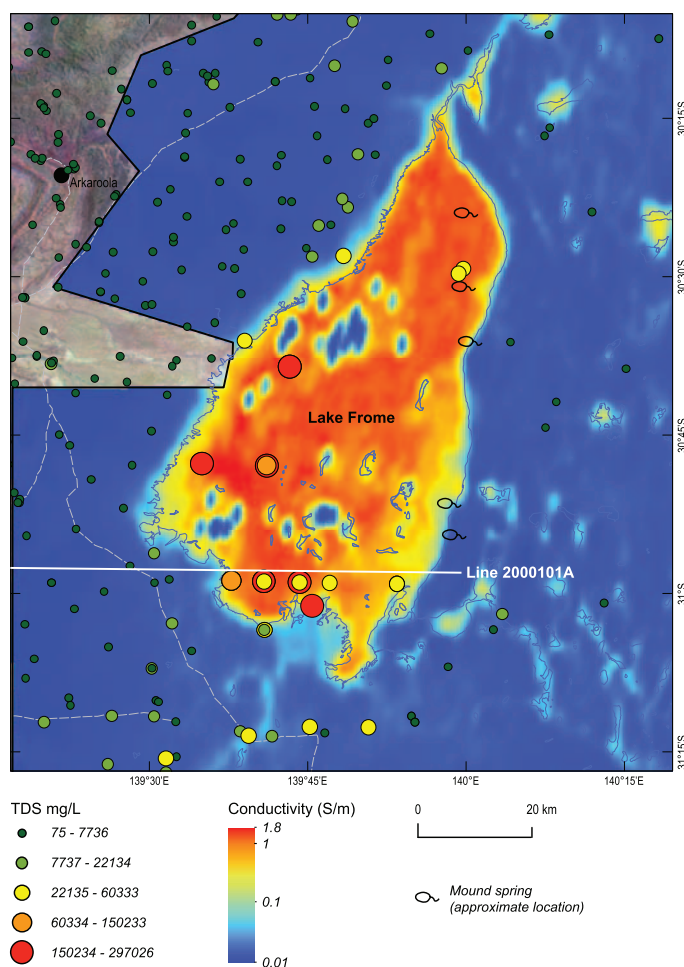 30°15'S
Arkaroola
30°30'S
Lake Frome
30°45'S
Line 2000101A
31°S
31°15'S
139°30'E
139°45'E
140°E
140°15'E
TDS mg/L
75 - 7736
7737 - 22134
22135 - 60333
60334 - 150233
150234 - 297026
Conductivity (S/m)
1.8
1
0.1
0.01
0
20 km
Mound spring
(approximate location)